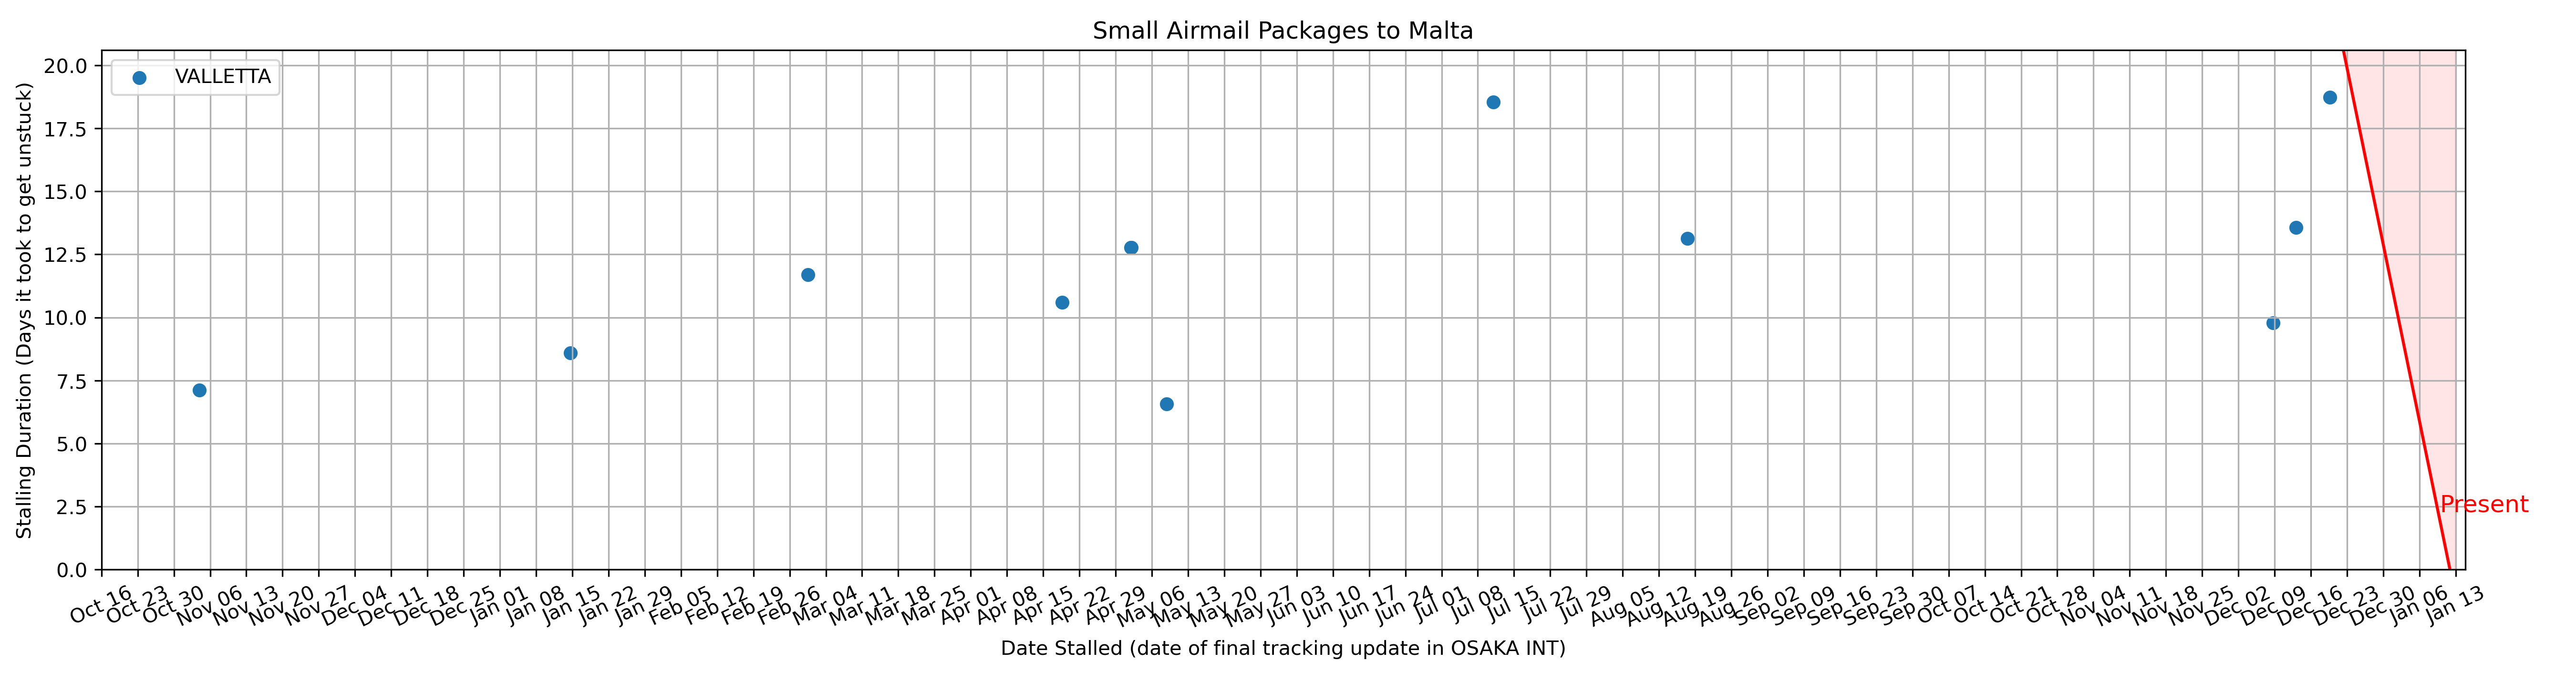 Small Airmail Packages to Malta
VALLETTA
Stalling Duration (Days it took to get unstuck)
20.0
17.5
15.0
12.5
10.0
7.5
5.0
2.5
0.0
Present
Oct 16 Oct 23 Oct 30 Nov 06 Nov 13 Nov 20 Nov 27 Dec 04 Dec 11 Dec 18 Dec 25 Jan 01 Jan 08 Jan 15 Jan 22 Jan 29 Feb 05 Feb 12 Feb 19 Feb 26 Mar 04 Mar 11 Mar 18 Mar 25 Apr 01 Apr 08 Apr 15 Apr 22 Apr 29 May 06 May 13 May 20 May 27 Jun 03 Jun 10 Jun 17 Jun 24 Jul 01 Jul 08 Jul 15 Jul 22 Jul 29 Aug 05 Aug 12 Aug 19 Aug 26 Sep 02 Sep 09 Sep 16 Sep 23 Sep 30 Oct 07 Oct 14 Oct 21 Oct 28 Nov 04 Nov 11 Nov 18 Nov 25 Dec 02 Dec 09 Dec 16 Dec 23 Dec 30 Jan 06 Jan 13
Date Stalled (date of final tracking update in OSAKA INT)